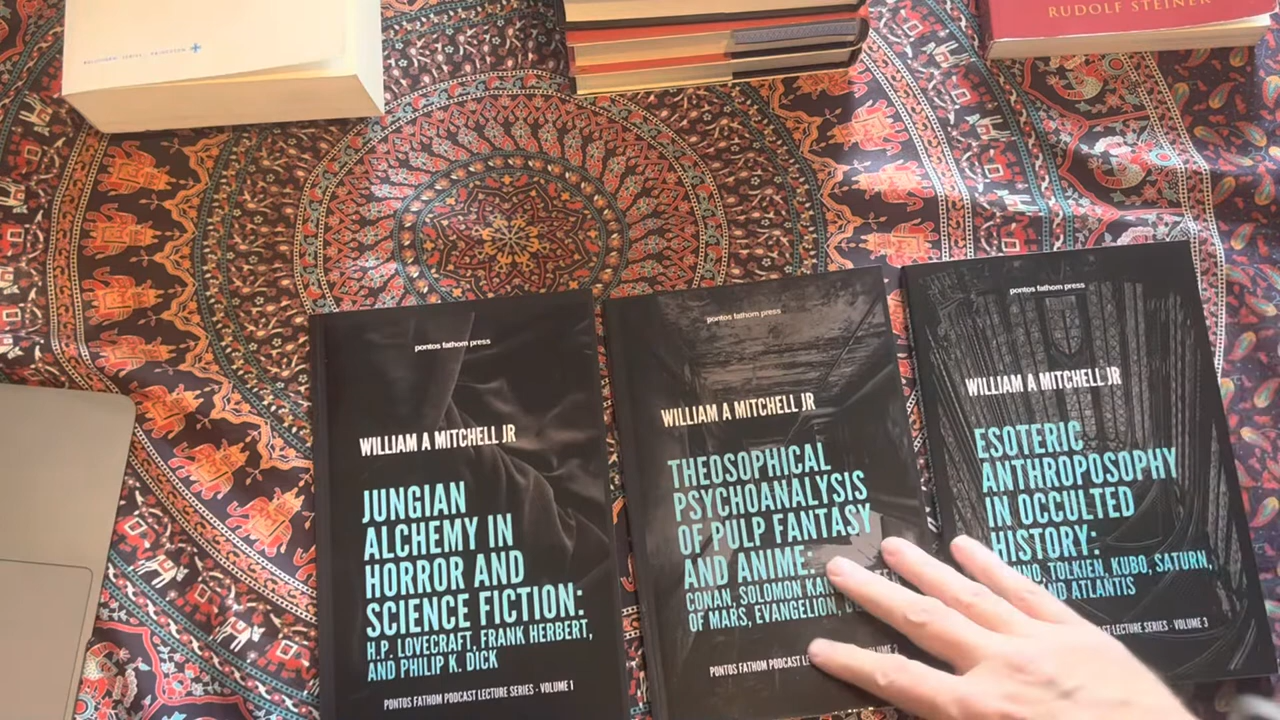 RUDOLF STEINER
pontos fathom press
WILLIAM A MITCHELL JR
JUNGIAN
ALCHEMY IN
HORROR AND
SCIENCE FICTION:
H.P. LOVECRAFT, FRANK HERBERT,
AND PHILIP K. DICK
PONTOS FATHOM PODCAST LECTURE SERIES - VOLUME 1
pontos fathom press
WILLIAM A MITCHELL JR
THEOSOPHICAL
PSYCHOANALYSIS
OF PULP FANTASY
AND ANIME:
CONAN, SOLOMON
OF MARS, EVANGELION,
PONTOS FATHOM PODCAST
pontos fathom press
WILLIAM A MITCHELL JR
ESOTERIC
ANTHROPOSOPHY
IN OCCULTED
HISTORY:
TOLKIEN, KUBO, SATURN,
ATLANTIS
LECTURE SERIES - VOLUME 3